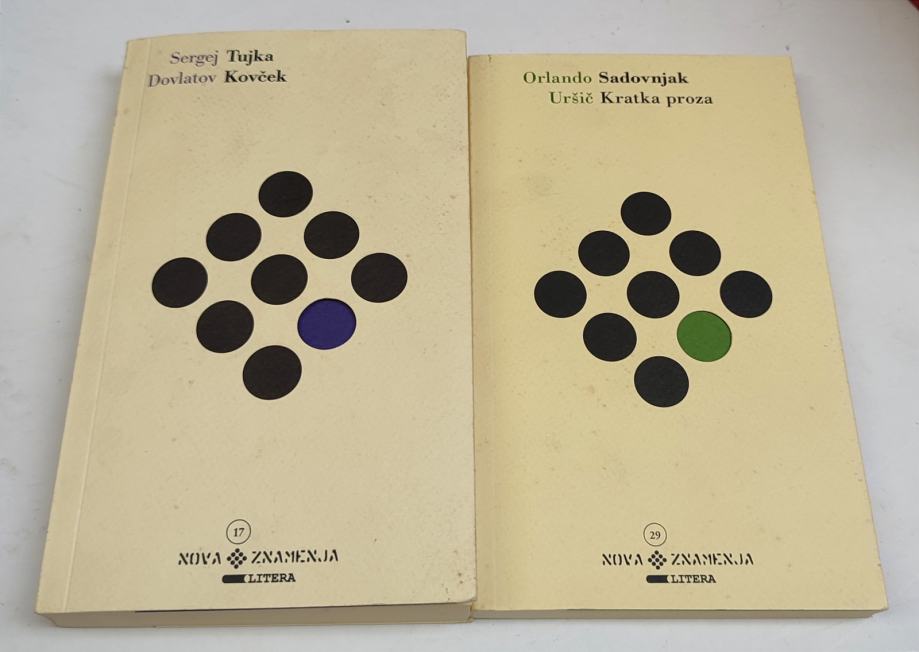 Sergej Tujka
Dovlatov Kovček
17
NOVA ZNAMENJA
LITERA
Orlando Sadovnjak
Uršič Kratka proza
29
NOVA ZNAMENJA
LITERA